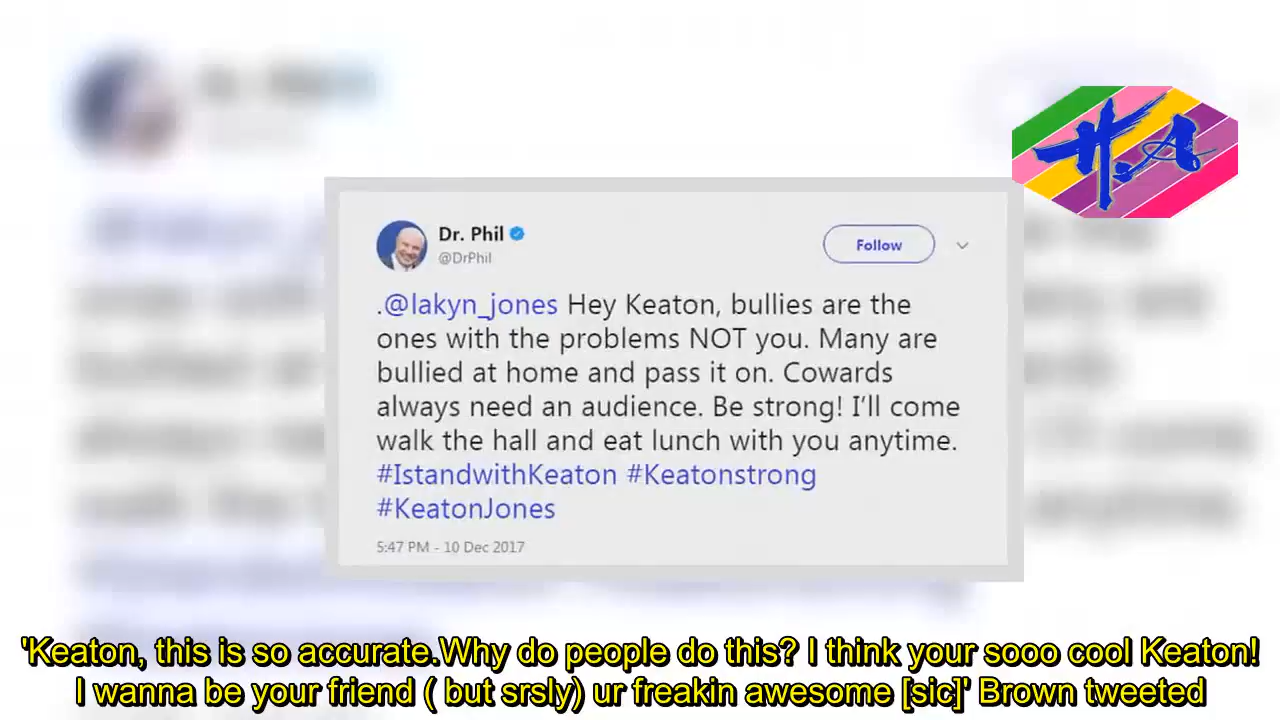 H.A
Dr. Phil
@DrPhil
Follow
.@lakyn_jones Hey Keaton, bullies are the
ones with the problems NOT you. Many are
bullied at home and pass it on. Cowards
always need an audience. Be strong! I’ll come
walk the hall and eat lunch with you anytime.
#IstandwithKeaton #Keatonstrong
#KeatonJones
5:47 PM - 10 Dec 2017
'Keaton, this is so accurate.Why do people do this? I think your sooo cool Keaton!
I wanna be your friend ( but srsly) ur freakin awesome [sic]' Brown tweeted